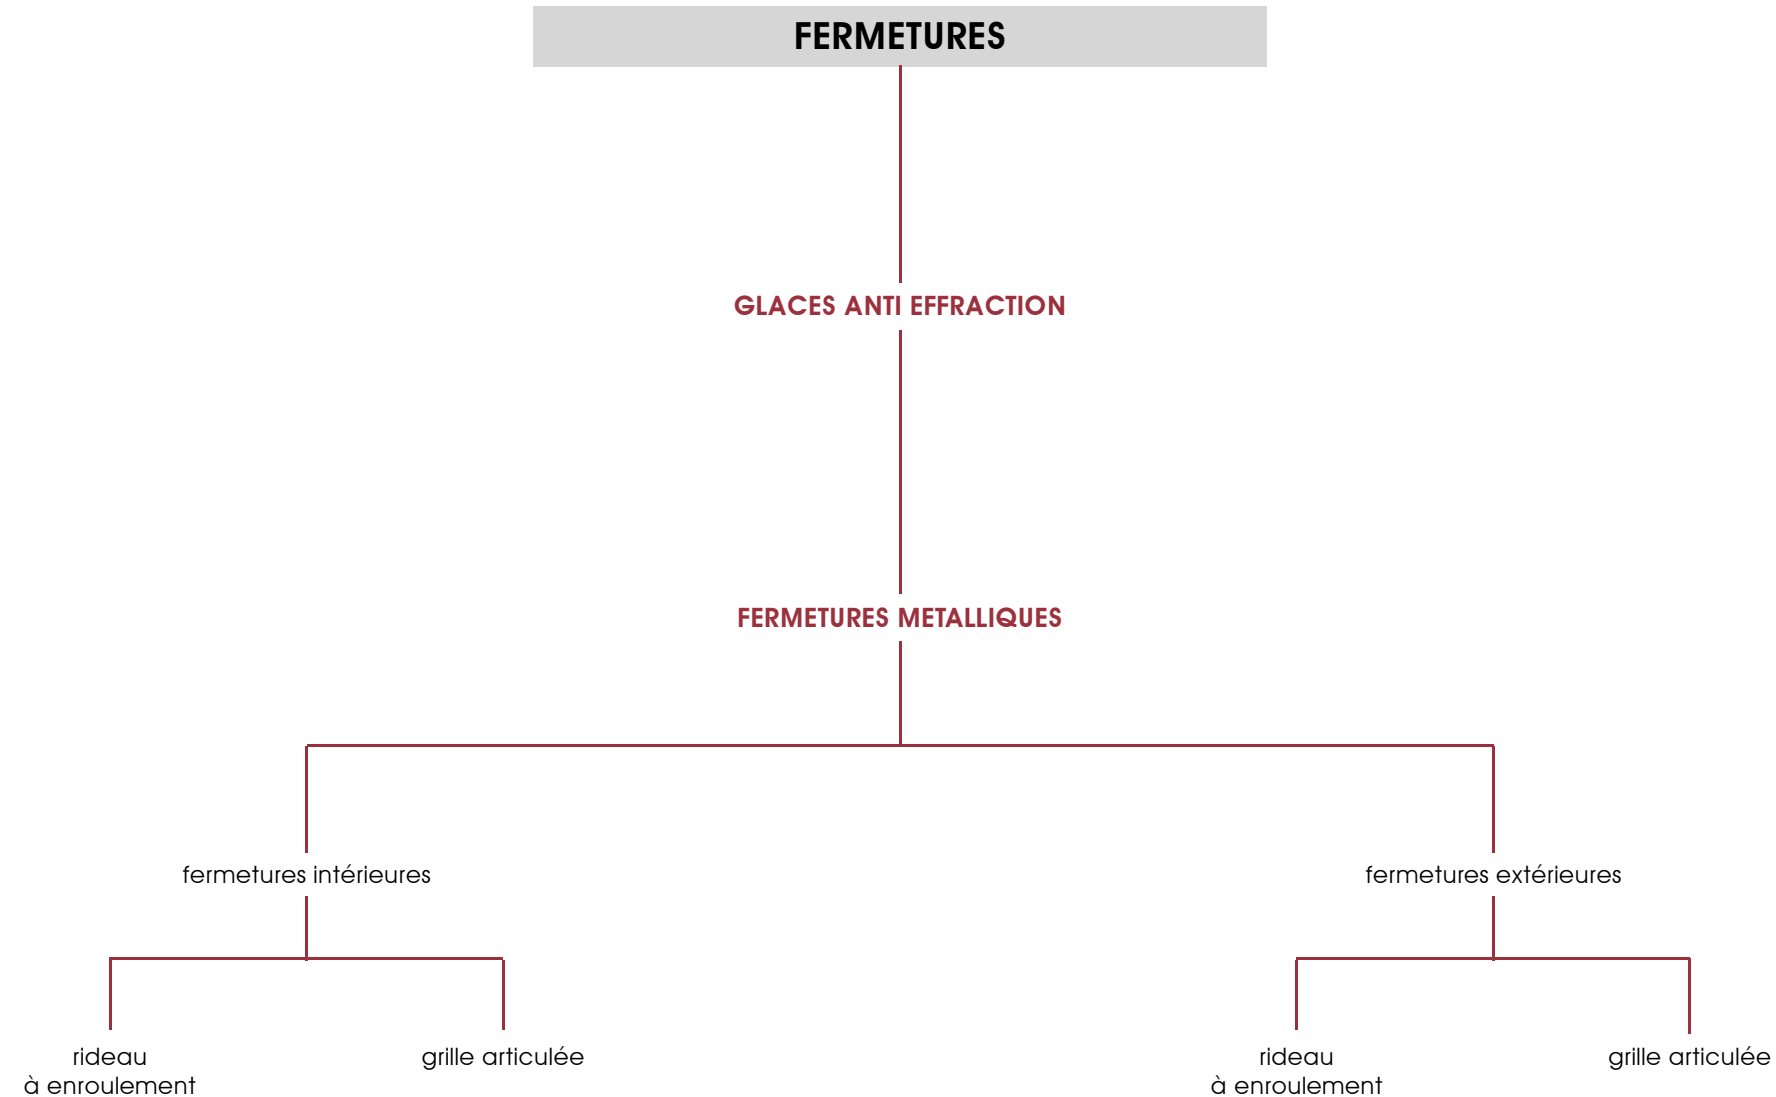 FERMETURES
GLACES ANTI EFFRACTION
FERMETURES METALLIQUES
fermetures intérieures
fermetures extérieures
rideau
à enroulement
grille articulée
rideau
à enroulement
grille articulée